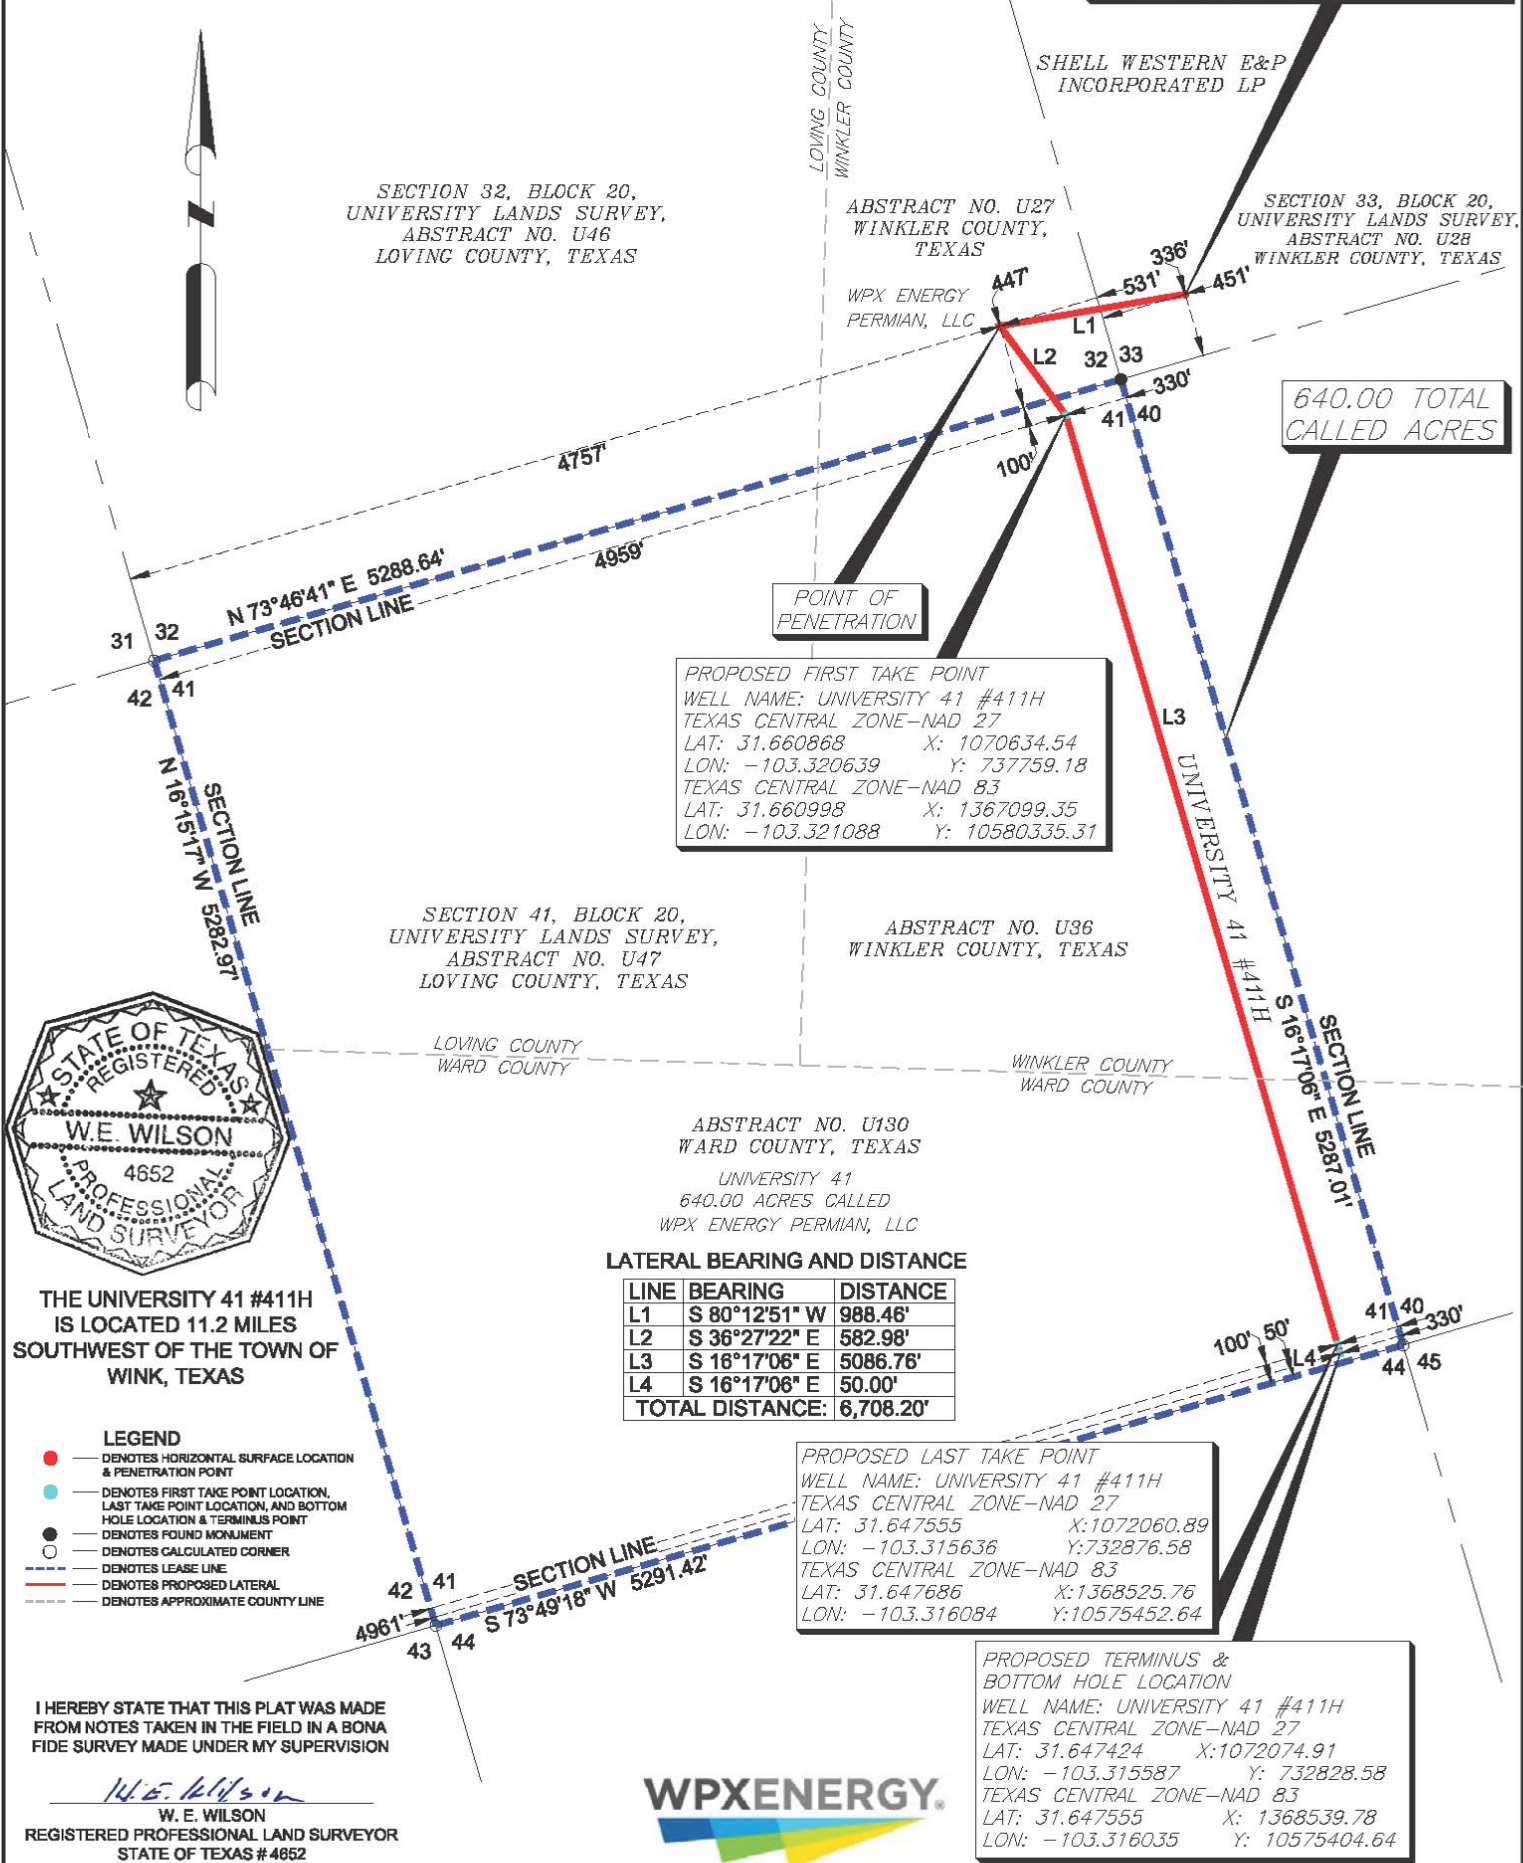 LOVING COUNTY
WINKLER COUNTY
SHELL WESTERN E&P
INCORPORATED LP
N
SECTION 32, BLOCK 20,
UNIVERSITY LANDS SURVEY,
ABSTRACT NO. U46
LOVING COUNTY, TEXAS
ABSTRACT NO. U27
WINKLER COUNTY,
TEXAS
SECTION 33, BLOCK 20,
UNIVERSITY LANDS SURVEY,
ABSTRACT NO. U28
WINKLER COUNTY, TEXAS
WPX ENERGY
PERMIAN, LLC
447'
531'
336'
451'
L1
L2
32 33
330'
41 40
100'
640.00 TOTAL
CALLED ACRES
4757'
4959'
N 73°46'41" E 5288.64'
SECTION LINE
31 32
42 41
POINT OF
PENETRATION
PROPOSED FIRST TAKE POINT
WELL NAME: UNIVERSITY 41 #411H
TEXAS CENTRAL ZONE-NAD 27
LAT: 31.660868 X: 1070634.54
LON: -103.320639 Y: 737759.18
TEXAS CENTRAL ZONE-NAD 83
LAT: 31.660998 X: 1367099.35
LON: -103.321088 Y: 10580335.31
L3
UNIVERSITY 41 #411H
SECTION LINE
N 16°15'17" W 5282.97'
SECTION 41, BLOCK 20,
UNIVERSITY LANDS SURVEY,
ABSTRACT NO. U47
LOVING COUNTY, TEXAS
ABSTRACT NO. U36
WINKLER COUNTY, TEXAS
SECTION LINE
S 16°17'06" E 5287.01'
LOVING COUNTY
WARD COUNTY
WINKLER COUNTY
WARD COUNTY
STATE OF TEXAS
REGISTERED
W.E. WILSON
4652
PROFESSIONAL
LAND SURVEYOR
ABSTRACT NO. U130
WARD COUNTY, TEXAS
UNIVERSITY 41
640.00 ACRES CALLED
WPX ENERGY PERMIAN, LLC
THE UNIVERSITY 41 #411H
IS LOCATED 11.2 MILES
SOUTHWEST OF THE TOWN OF
WINK, TEXAS
LATERAL BEARING AND DISTANCE
LINE BEARING DISTANCE
L1 S 80°12'51" W 988.46'
L2 S 36°27'22" E 582.98'
L3 S 16°17'06" E 5086.76'
L4 S 16°17'06" E 50.00'
TOTAL DISTANCE: 6,708.20'
100' 50'
L4
41 40
330'
44 45
LEGEND
DENOTES HORIZONTAL SURFACE LOCATION
& PENETRATION POINT
DENOTES FIRST TAKE POINT LOCATION,
LAST TAKE POINT LOCATION, AND BOTTOM
HOLE LOCATION & TERMINUS POINT
DENOTES FOUND MONUMENT
DENOTES CALCULATED CORNER
DENOTES LEASE LINE
DENOTES PROPOSED LATERAL
DENOTES APPROXIMATE COUNTY LINE
42 41
4961'
43 44
SECTION LINE
S 73°49'18" W 5291.42'
PROPOSED LAST TAKE POINT
WELL NAME: UNIVERSITY 41 #411H
TEXAS CENTRAL ZONE-NAD 27
LAT: 31.647555 X:1072060.89
LON: -103.315636 Y:732876.58
TEXAS CENTRAL ZONE-NAD 83
LAT: 31.647686 X:1368525.76
LON: -103.316084 Y:10575452.64
PROPOSED TERMINUS &
BOTTOM HOLE LOCATION
WELL NAME: UNIVERSITY 41 #411H
TEXAS CENTRAL ZONE-NAD 27
LAT: 31.647424 X:1072074.91
LON: -103.315587 Y: 732828.58
TEXAS CENTRAL ZONE-NAD 83
LAT: 31.647555 X: 1368539.78
LON: -103.316035 Y: 10575404.64
I HEREBY STATE THAT THIS PLAT WAS MADE
FROM NOTES TAKEN IN THE FIELD IN A BONA
FIDE SURVEY MADE UNDER MY SUPERVISION
W.E. Wilson
W. E. WILSON
REGISTERED PROFESSIONAL LAND SURVEYOR
STATE OF TEXAS # 4652
WPXENERGY®